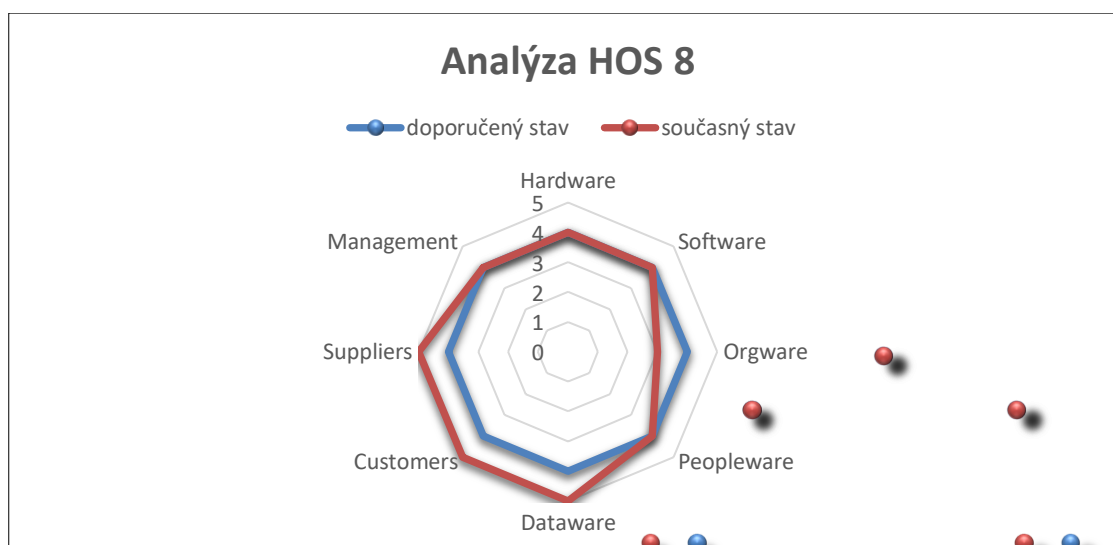 Analýza HOS 8
doporučený stav současný stav
Hardware
Software
Orgware
Peopleware
Dataware
Customers
Suppliers
Management
5
4
3
2
1
0